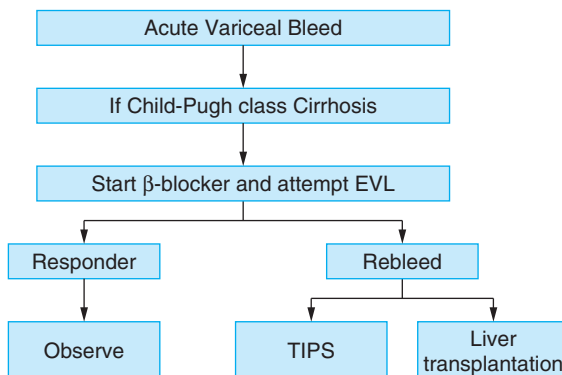 Acute Variceal Bleed
If Child-Pugh class Cirrhosis
Start β-blocker and attempt EVL
Responder
Rebleed
Observe
TIPS
Liver
transplantation